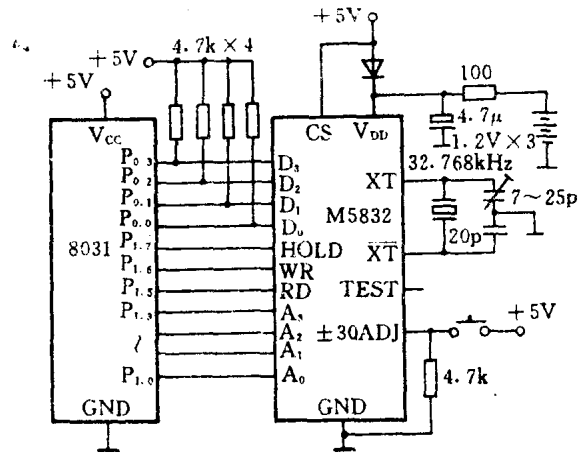 +5V
4.7k×4
+5V
+5V
100
V_CC
CS
V_DD
4.7μ
1.2V×3
32.768kHz
P0.3
D3
XT
P0.2
D2
7～25p
P0.1
D1
M5832
P0.0
D0
20p
8031
P1.7
HOLD
X̅T̅
P1.6
WR
P1.5
RD
TEST
P1.3
A3
+5V
A2
±30ADJ
～
A1
P1.0
A0
4.7k
GND
GND